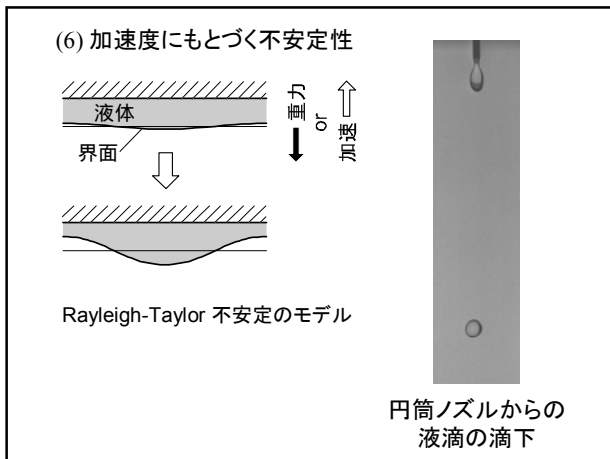 (6) 加速度にもとづく不安定性
液体
界面
重力
or
加速
Rayleigh-Taylor 不安定のモデル
円筒ノズルからの
液滴の滴下